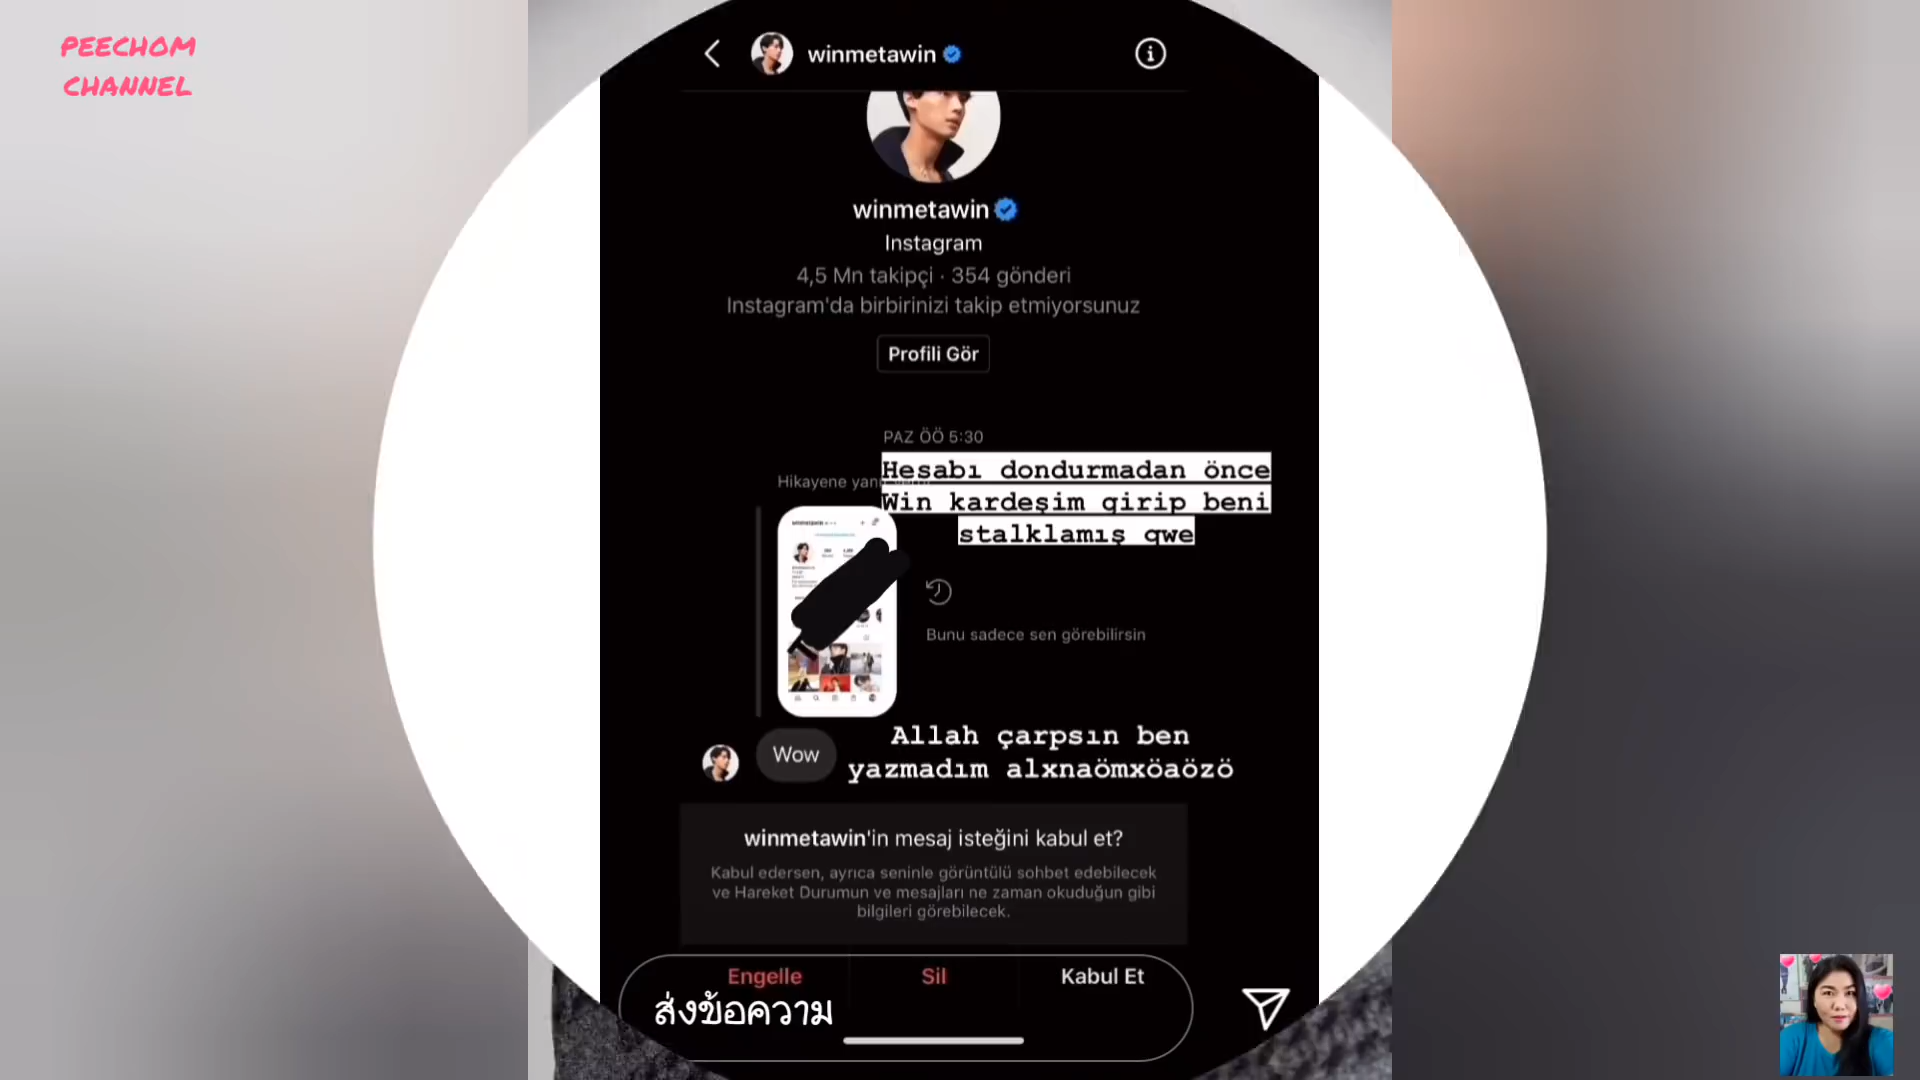 PEECHOM
CHANNEL
winmetawin
winmetawin
Instagram
4,5 Mn takipçi · 354 gönderi
Instagram'da birbirinizi takip etmiyorsunuz
Profili Gör
PAZ ÖÖ 5:30
Hesabı dondurmadan önce
Hikayene
Win kardeşim girip beni
stalklamış qwe
Bunu sadece sen görebilirsin
Allah çarpsın ben
Wow
yazmadım alxnaömxöaözö
winmetawin'in mesaj isteğini kabul et?
Kabul edersen, ayrıca seninle görüntülü sohbet edebilecek
ve Hareket Durumun ve mesajları ne zaman okuduğun gibi
bilgileri görebilecek.
Engelle Sil Kabul Et
ส่งข้อความ